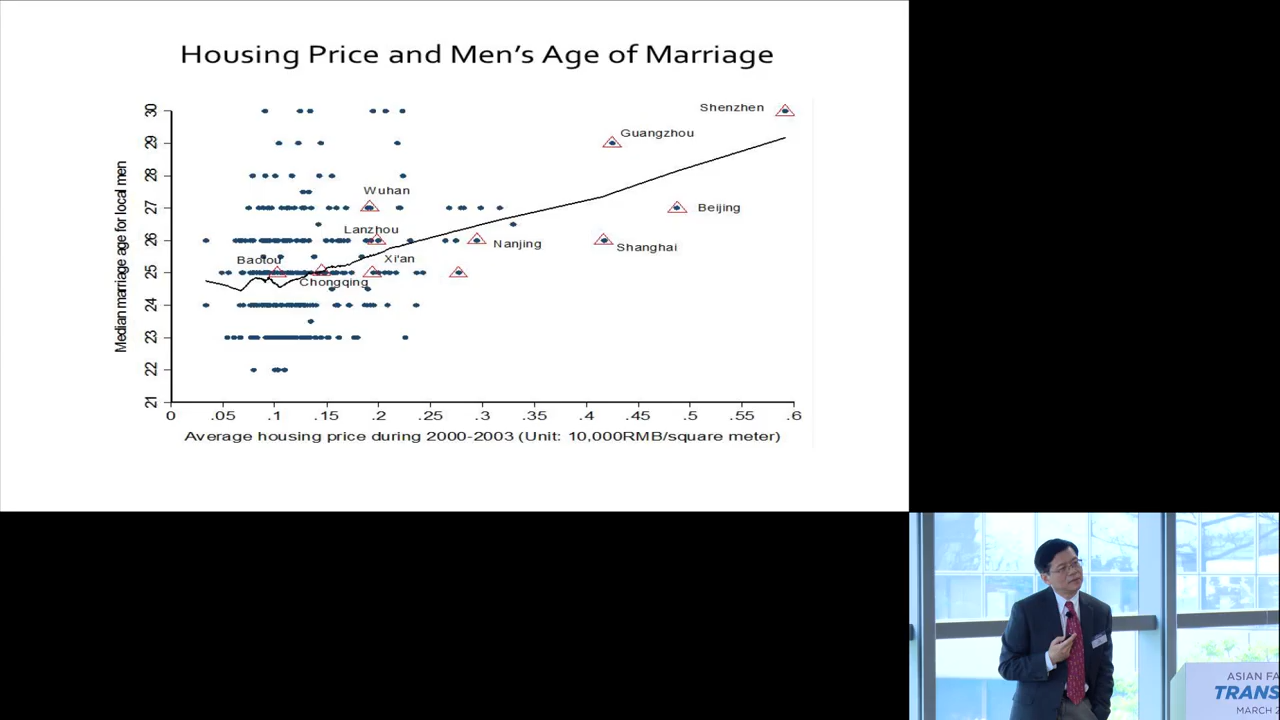 Housing Price and Men's Age of Marriage
Median marriage age for local men
30
29
28
27
26
25
24
23
22
21
Shenzhen
Guangzhou
Wuhan
Beijing
Lanzhou
Nanjing
Shanghai
Baotou
Xi'an
Chongqing
0 .05 .1 .15 .2 .25 .3 .35 .4 .45 .5 .55 .6
Average housing price during 2000-2003 (Unit: 10,000RMB/square meter)
ASIAN FA
TRANS
MARCH 2